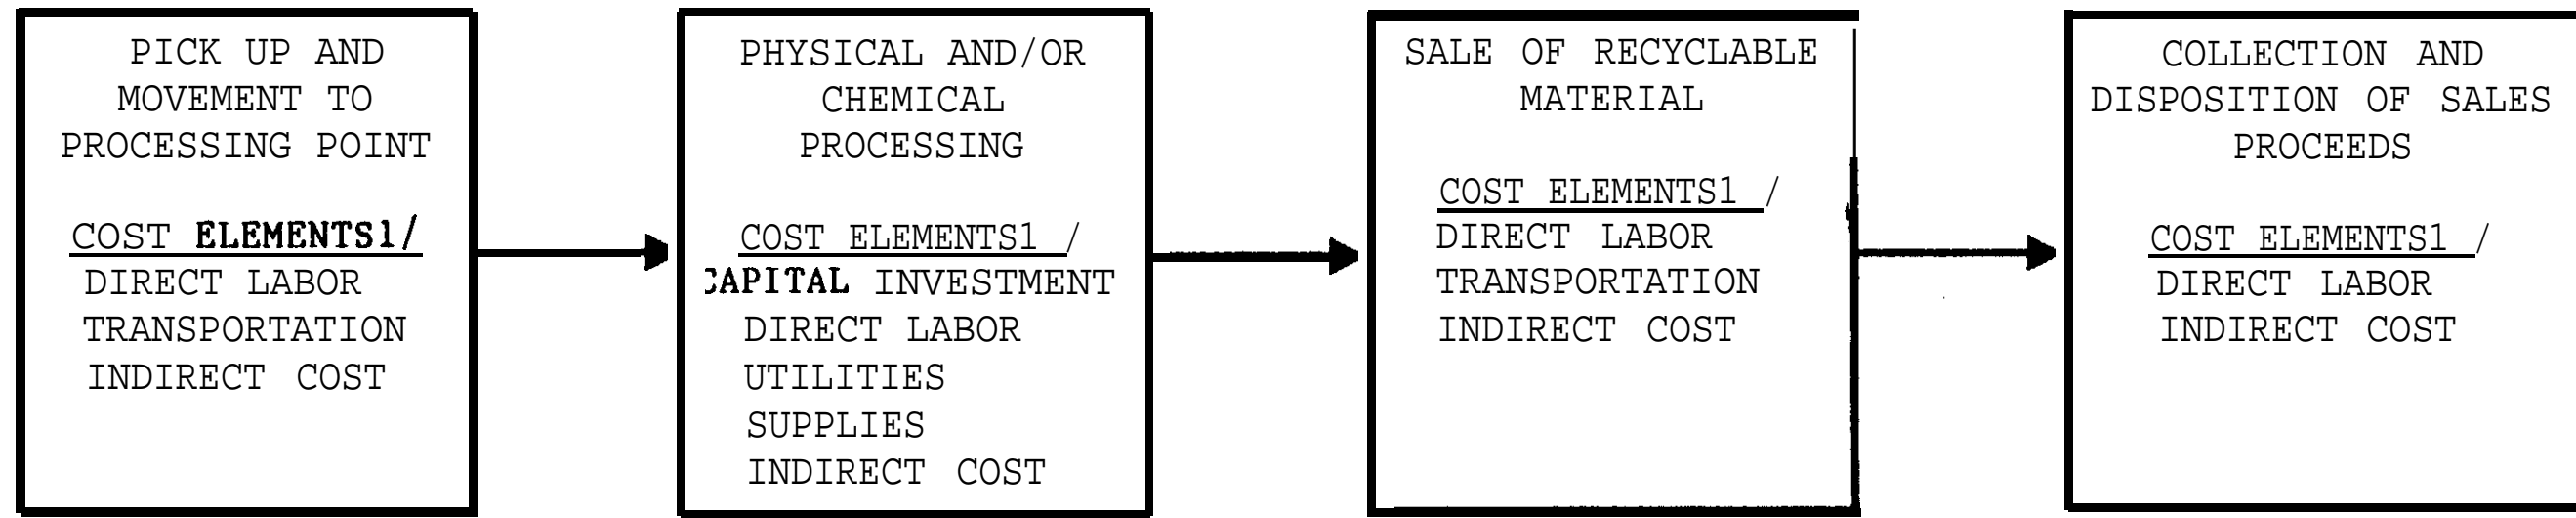 PICK UP AND
MOVEMENT TO
PROCESSING POINT
COST ELEMENTS1/
DIRECT LABOR
TRANSPORTATION
INDIRECT COST
PHYSICAL AND/OR
CHEMICAL
PROCESSING
COST ELEMENTS1 /
CAPITAL INVESTMENT
DIRECT LABOR
UTILITIES
SUPPLIES
INDIRECT COST
SALE OF RECYCLABLE
MATERIAL
COST ELEMENTS1 /
DIRECT LABOR
TRANSPORTATION
INDIRECT COST
COLLECTION AND
DISPOSITION OF SALES
PROCEEDS
COST ELEMENTS1 /
DIRECT LABOR
INDIRECT COST